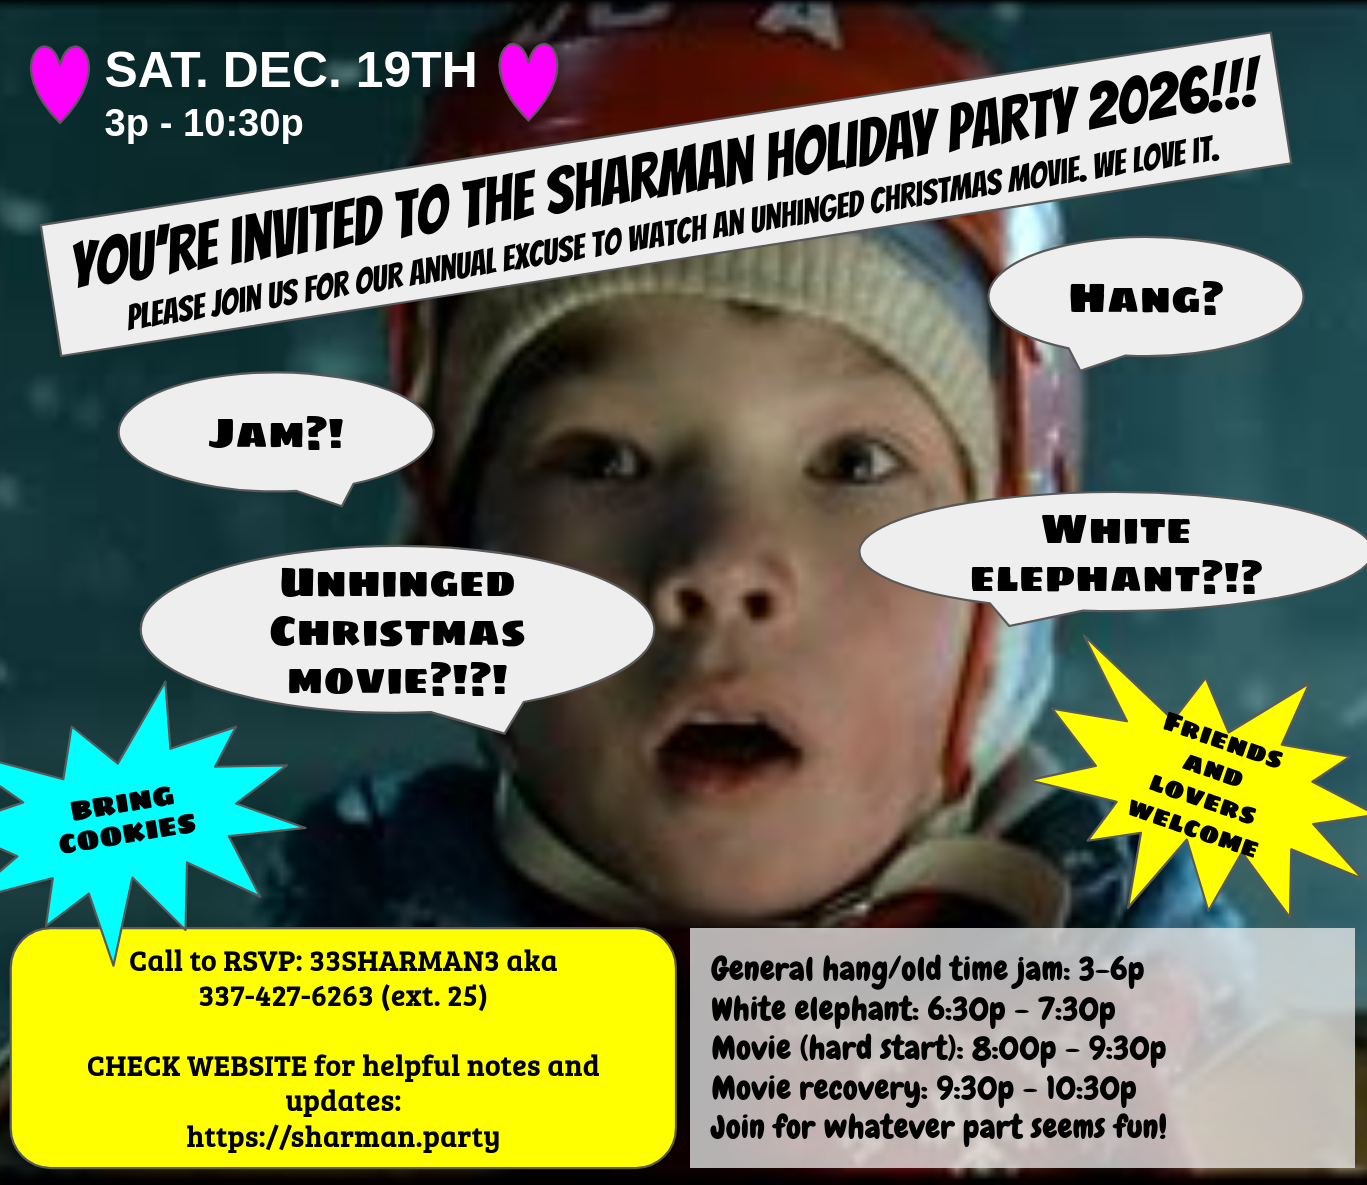 SAT. DEC. 19TH
3p - 10:30p
YOU'RE INVITED TO THE SHARMAN HOLIDAY PARTY 2026!!!
PLEASE JOIN US FOR OUR ANNUAL EXCUSE TO WATCH AN UNHINGED CHRISTMAS MOVIE. WE LOVE IT.
Hang?
Jam?!
White
elephant?!?
Unhinged
Christmas
movie?!?!
Friends
and
lovers
welcome
bring
cookies
Call to RSVP: 33SHARMAN3 aka
337-427-6263 (ext. 25)
CHECK WEBSITE for helpful notes and
updates:
https://sharman.party
General hang/old time jam: 3-6p
White elephant: 6:30p - 7:30p
Movie (hard start): 8:00p - 9:30p
Movie recovery: 9:30p - 10:30p
Join for whatever part seems fun!